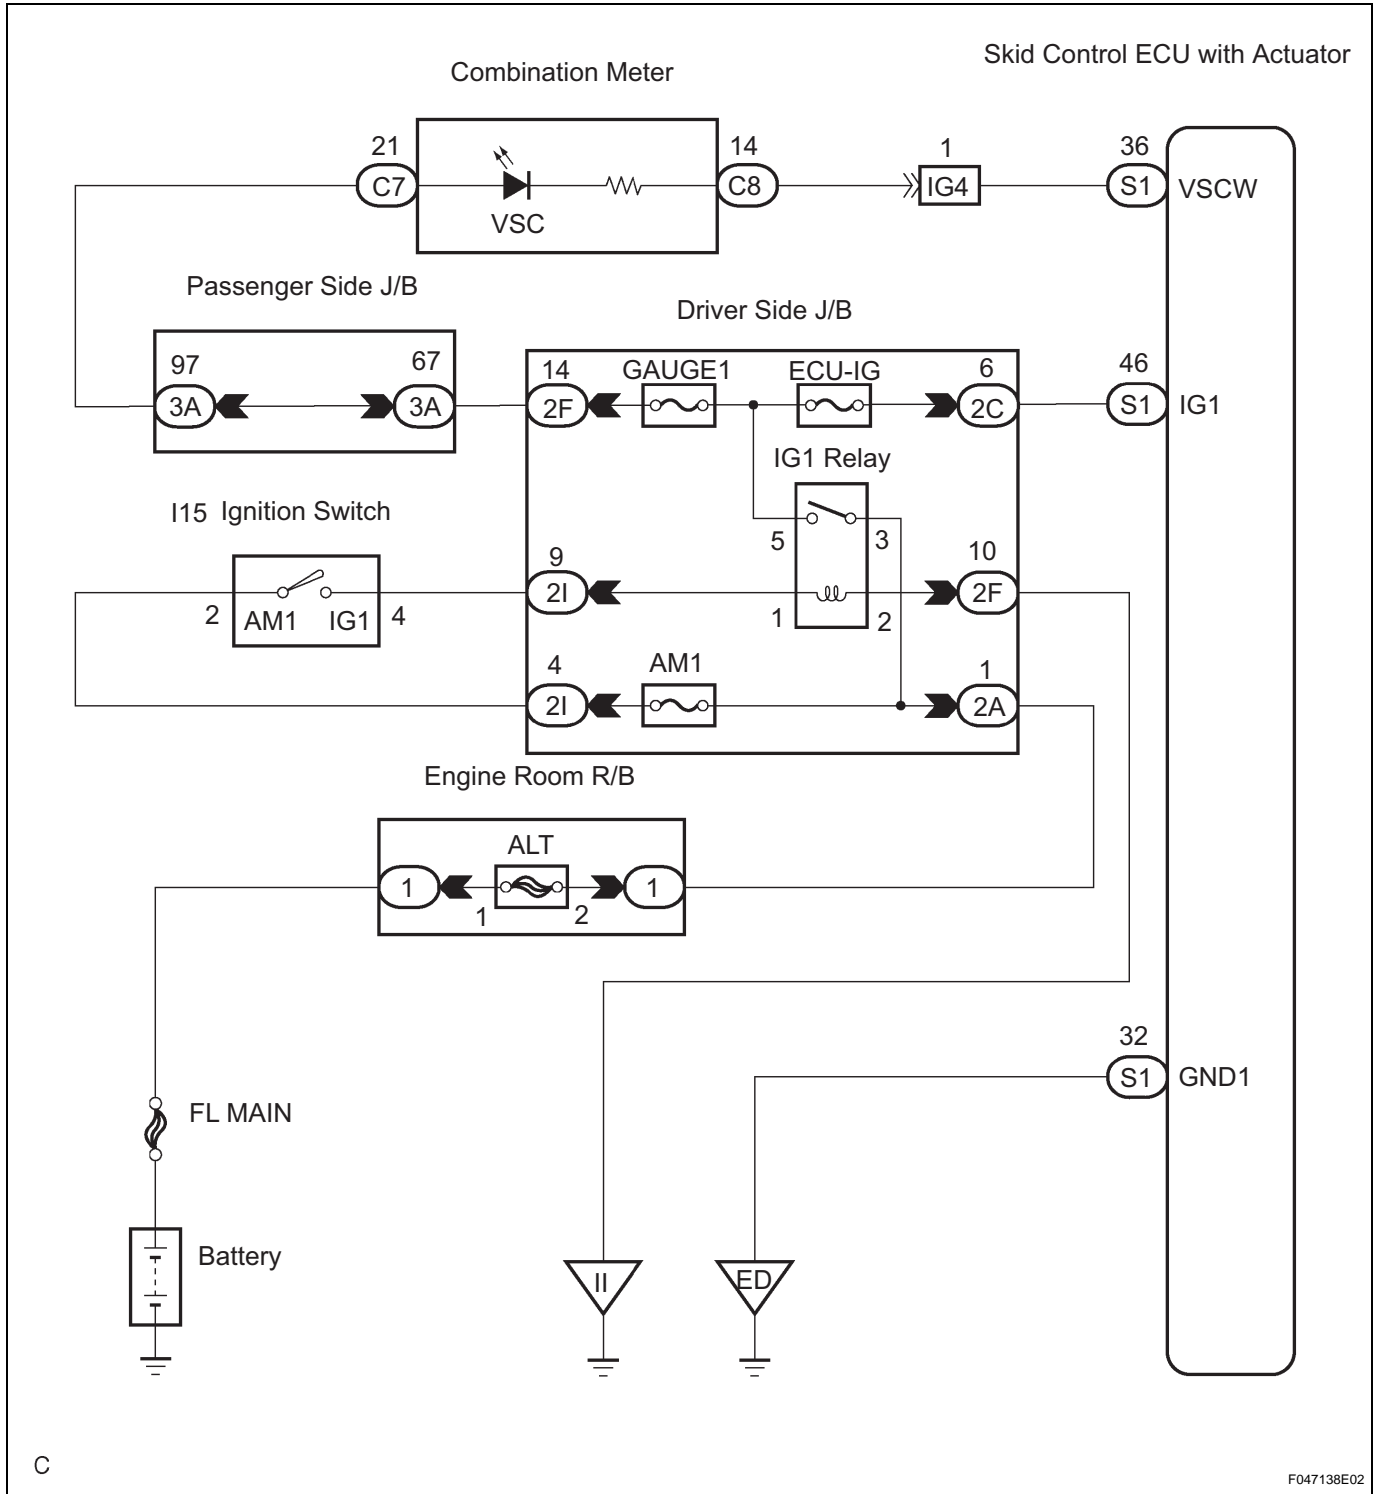 Skid Control ECU with Actuator
Combination Meter
21
14
1
36
C7
C8
IG4
S1
VSCW
VSC
Passenger Side J/B
Driver Side J/B
97
67
14
GAUGE1
ECU-IG
6
46
3A
3A
2F
2C
S1
IG1
IG1 Relay
I15 Ignition Switch
5
3
9
10
2I
2F
2
AM1
IG1
4
1
2
4
AM1
1
2I
2A
Engine Room R/B
ALT
1
1
1
2
32
S1
GND1
FL MAIN
Battery
II
ED
C
F047138E02